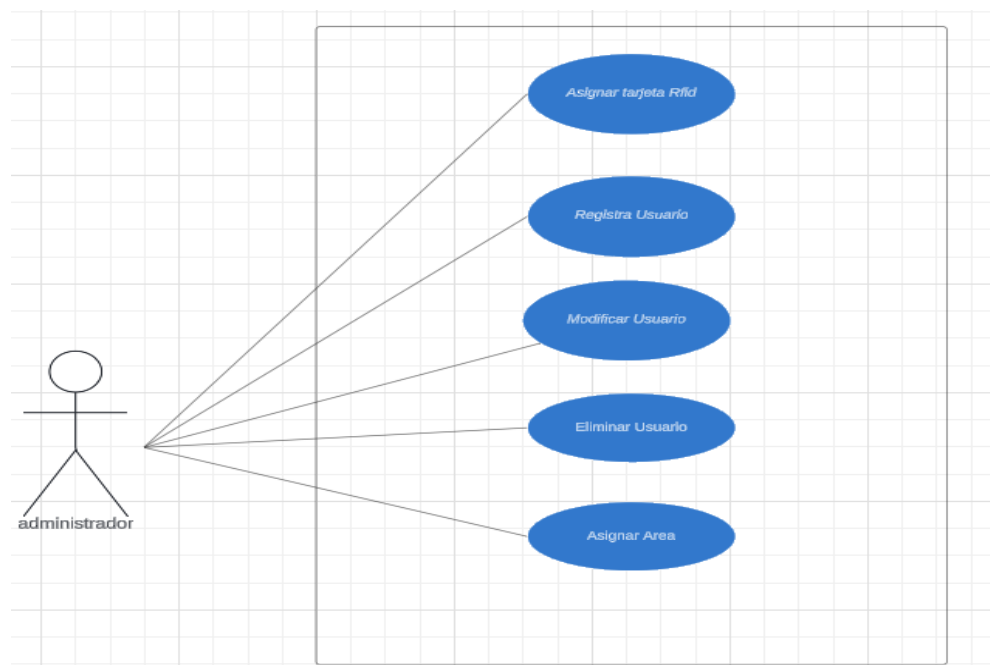 Asignar tarjeta Rfid
Registra Usuario
Modificar Usuario
Eliminar Usuario
Asignar Area
administrador